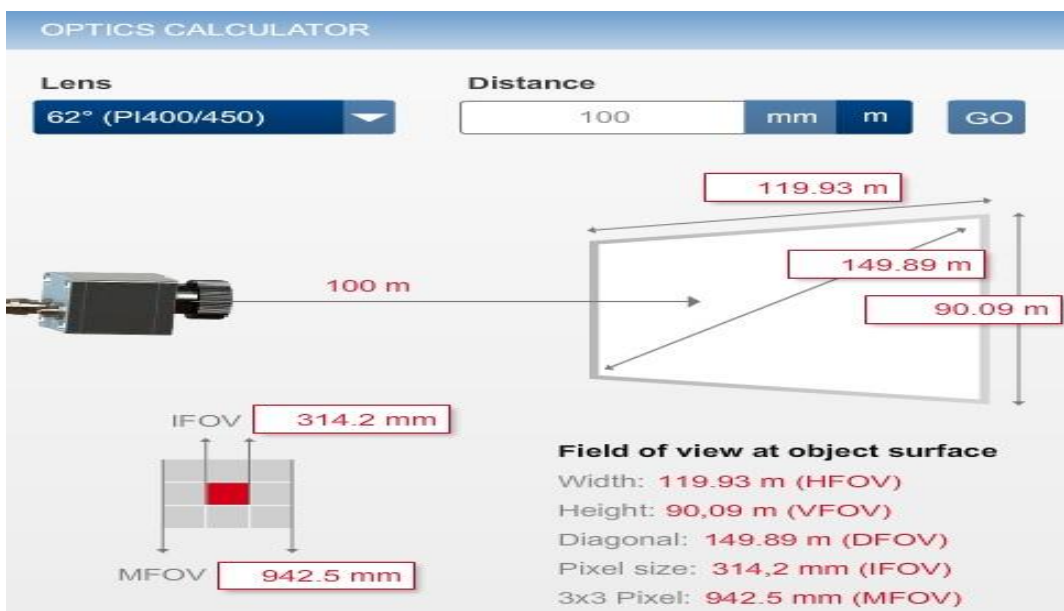 OPTICS CALCULATOR
Lens
Distance
62° (PI400/450)
100
mm
m
GO
119.93 m
149.89 m
100 m
90.09 m
IFOV
314.2 mm
MFOV
942.5 mm
Field of view at object surface
Width: 119.93 m (HFOV)
Height: 90,09 m (VFOV)
Diagonal: 149.89 m (DFOV)
Pixel size: 314,2 mm (IFOV)
3x3 Pixel: 942.5 mm (MFOV)